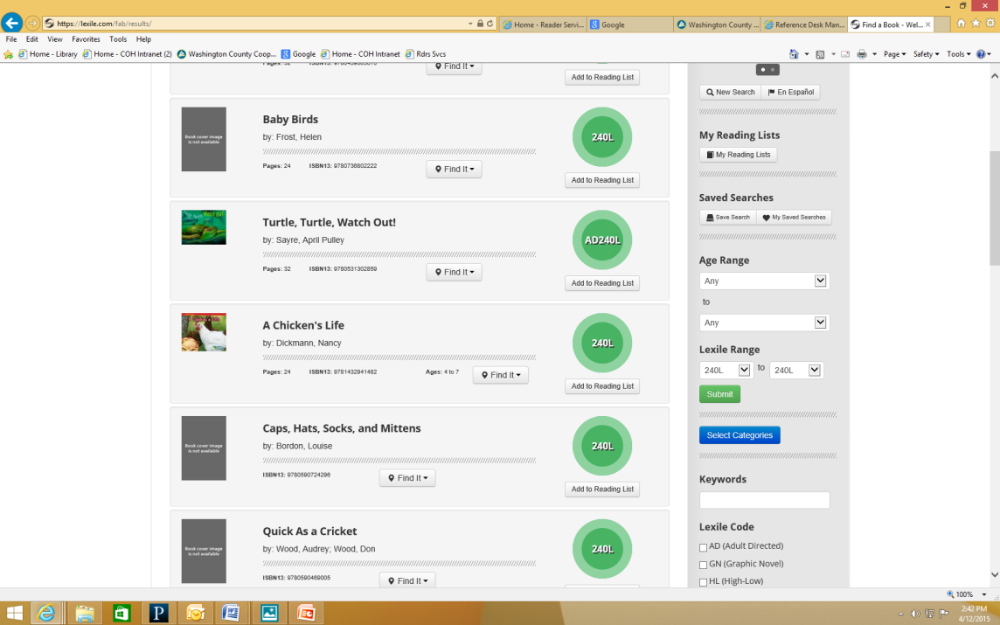 https://lexile.com/fab/results/
Home - Reader Servi...
Google
Washington County ...
Reference Desk Man...
Find a Book - Wel...
File Edit View Favorites Tools Help
Home - Library
Home - COH Intranet (2)
Washington County Coop...
Google
Home - COH Intranet
Rdrs Svcs
Page
Safety
Tools
Find It
Add to Reading List
Book cover image is not available
Baby Birds
by: Frost, Helen
Pages: 24 ISBN13: 9780736802222
Find It
240L
Add to Reading List
Turtle, Turtle, Watch Out!
by: Sayre, April Pulley
Pages: 32 ISBN13: 9780531302859
Find It
AD240L
Add to Reading List
A Chicken's Life
by: Dickmann, Nancy
Pages: 24 ISBN13: 9781432941482 Ages: 4 to 7
Find It
240L
Add to Reading List
Book cover image is not available
Caps, Hats, Socks, and Mittens
by: Bordon, Louise
ISBN13: 9780590724296
Find It
240L
Add to Reading List
Book cover image is not available
Quick As a Cricket
by: Wood, Audrey; Wood, Don
ISBN13: 9780590469005
Find It
240L
New Search
En Español
My Reading Lists
My Reading Lists
Saved Searches
Save Search
My Saved Searches
Age Range
Any
to
Any
Lexile Range
240L to 240L
Submit
Select Categories
Keywords
Lexile Code
AD (Adult Directed)
GN (Graphic Novel)
HL (High-Low)
100%
2:42 PM
4/12/2015